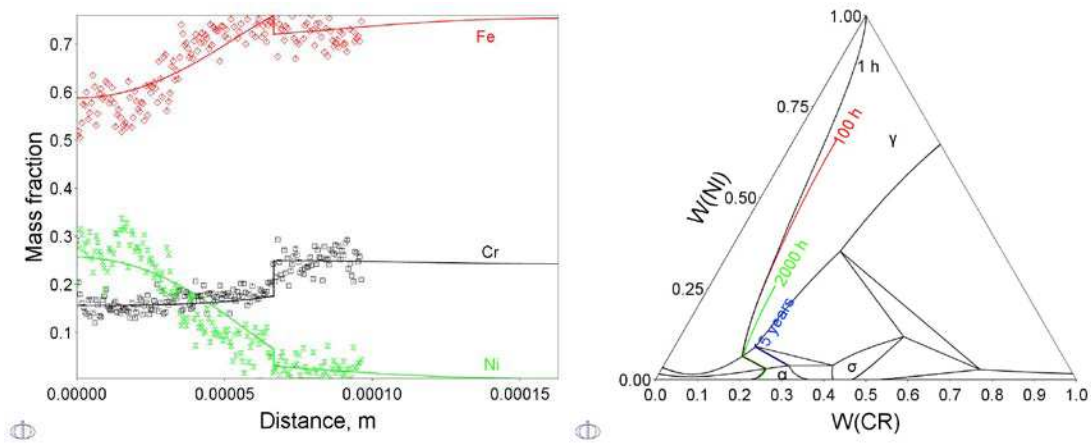 0.7
0.6
0.5
0.4
0.3
0.2
0.1
Mass fraction
Fe
Cr
Ni
0.00000
0.00005
0.00010
0.00015
Distance, m
1.00
0.75
0.50
0.25
0.00
W(NI)
1 h
100 h
γ
2000 h
5 years
α
σ
0.0 0.1 0.2 0.3 0.4 0.5 0.6 0.7 0.8 0.9 1.0
W(CR)